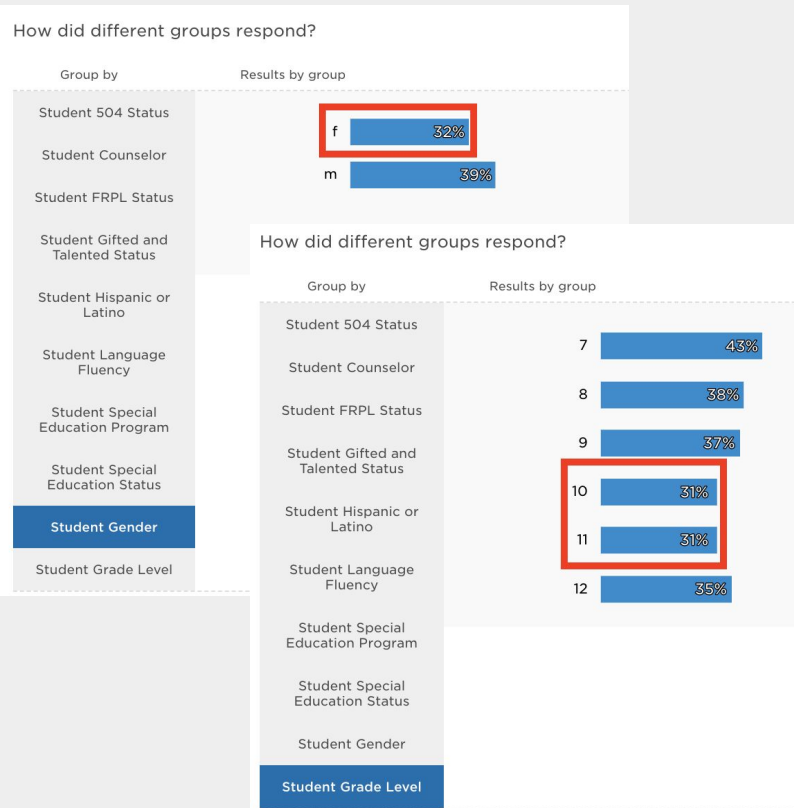 How did different groups respond?
Group by
Results by group
Student 504 Status
Student Counselor
Student FRPL Status
Student Gifted and
Talented Status
Student Hispanic or
Latino
Student Language
Fluency
Student Special
Education Program
Student Special
Education Status
Student Gender
Student Grade Level
f 32%
m 39%
How did different groups respond?
Group by
Results by group
Student 504 Status
Student Counselor
Student FRPL Status
Student Gifted and
Talented Status
Student Hispanic or
Latino
Student Language
Fluency
Student Special
Education Program
Student Special
Education Status
Student Gender
Student Grade Level
7 43%
8 38%
9 37%
10 31%
11 31%
12 35%